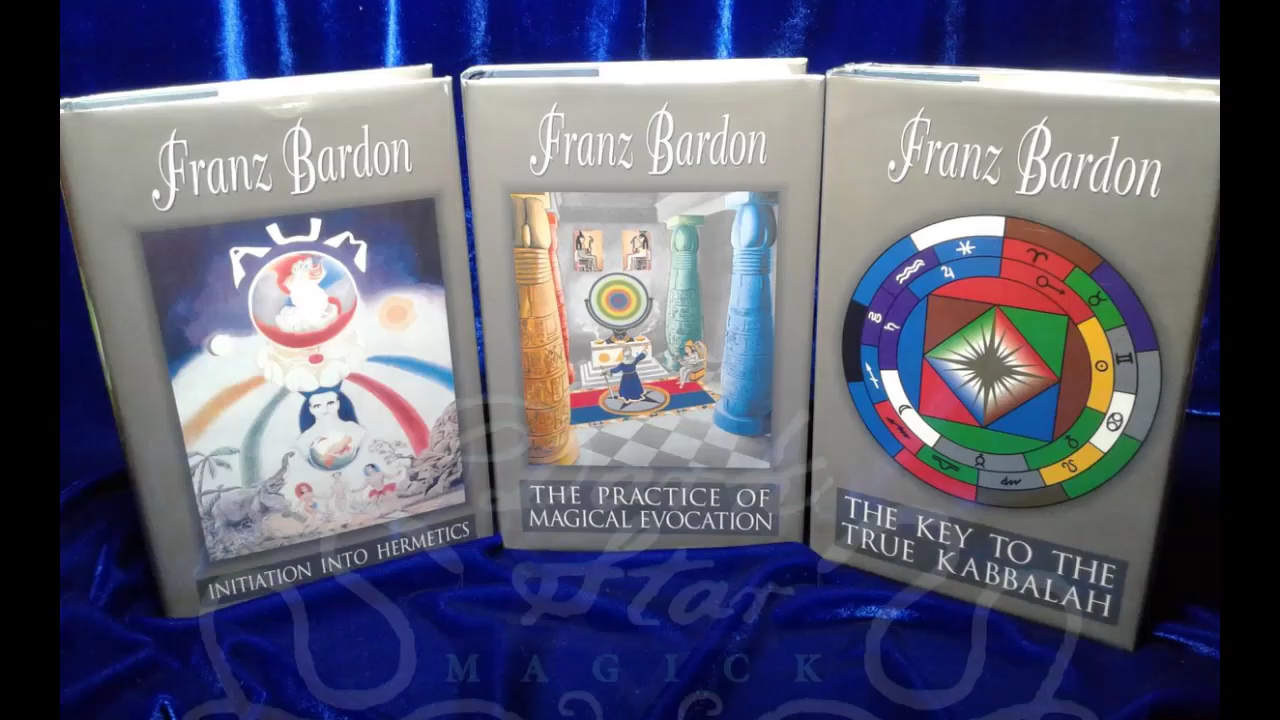 Franz Bardon
INITIATION INTO HERMETICS
Franz Bardon
THE PRACTICE OF
MAGICAL EVOCATION
Franz Bardon
THE KEY TO THE
TRUE KABBALAH
Star
MAGICK